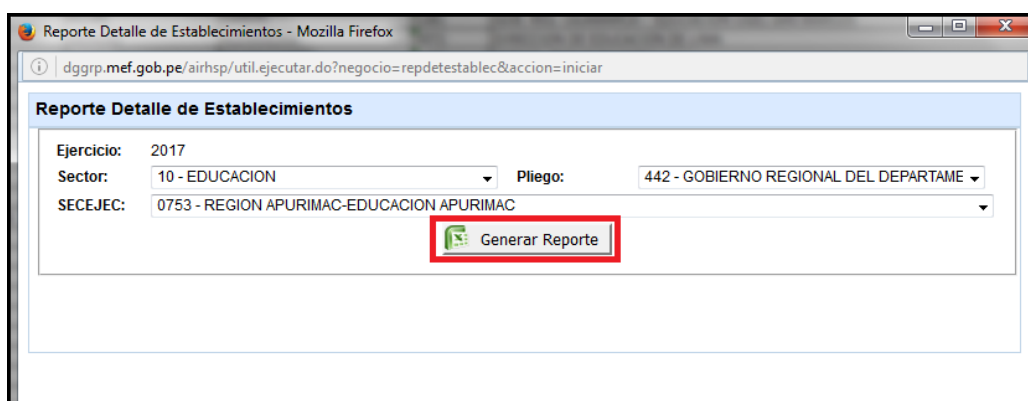 Reporte Detalle de Establecimientos - Mozilla Firefox
dggrp.mef.gob.pe/airhsp/util.ejecutar.do?negocio=repdetestablec&accion=iniciar
Reporte Detalle de Establecimientos
Ejercicio: 2017
Sector: 10 - EDUCACION Pliego: 442 - GOBIERNO REGIONAL DEL DEPARTAME
SECEJEC: 0753 - REGION APURIMAC-EDUCACION APURIMAC
Generar Reporte